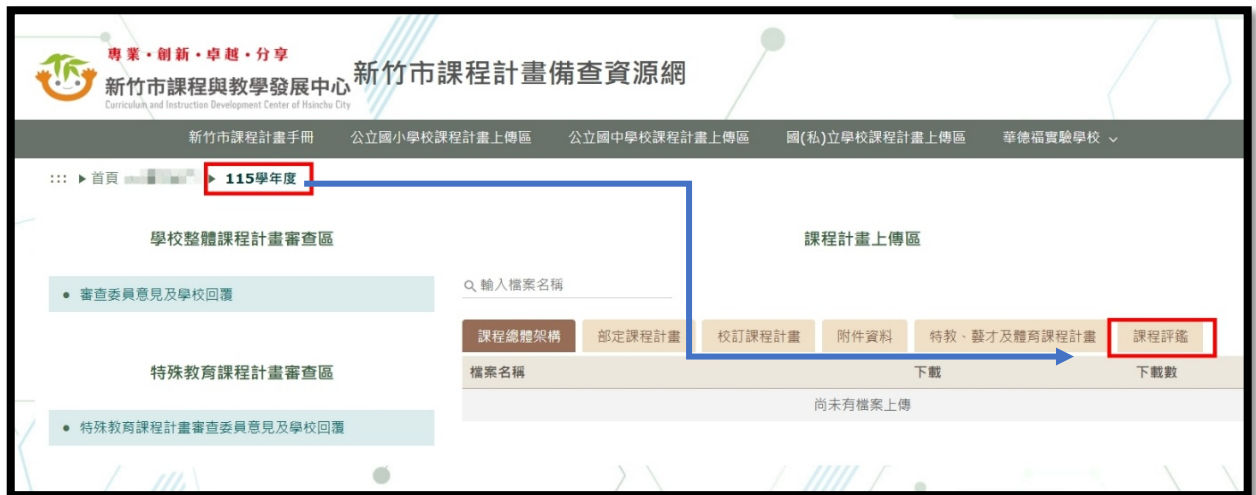 專業・創新・卓越・分享
新竹市課程與教學發展中心
Curriculum and Instruction Development Center of Hsinchu City
新竹市課程計畫備查資源網
新竹市課程計畫手冊 公立國小學校課程計畫上傳區 公立國中學校課程計畫上傳區 國(私)立學校課程計畫上傳區 華德福實驗學校
首頁 115學年度
學校整體課程計畫審查區
審查委員意見及學校回覆
特殊教育課程計畫審查區
特殊教育課程計畫審查委員意見及學校回覆
課程計畫上傳區
輸入檔案名稱
課程總體架構 部定課程計畫 校訂課程計畫 附件資料 特教、藝才及體育課程計畫 課程評鑑
檔案名稱 下載 下載數
尚未有檔案上傳